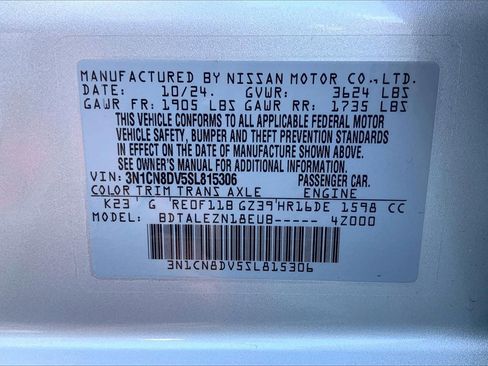 MANUFACTURED BY NISSAN MOTOR CO.,LTD.
DATE: 10/24. GVWR: 3624 LBS
GAWR FR: 1905 LBS GAWR RR: 1735 LBS
THIS VEHICLE CONFORMS TO ALL APPLICABLE FEDERAL MOTOR
VEHICLE SAFETY, BUMPER AND THEFT PREVENTION STANDARDS
IN EFFECT ON THE DATE OF MANUFACTURE SHOWN ABOVE.
SEE OWNER'S MANUAL FOR ADDITIONAL INFORMATION.
VIN: 3N1CN8DV5SL815306 PASSENGER CAR.
COLOR TRIM TRANS AXLE ENGINE
K23 G RE0F11B GZ39 HR16DE 1598 CC
BDTALEZN18EU8----- 4Z000
3N1CN8DV5SL815306